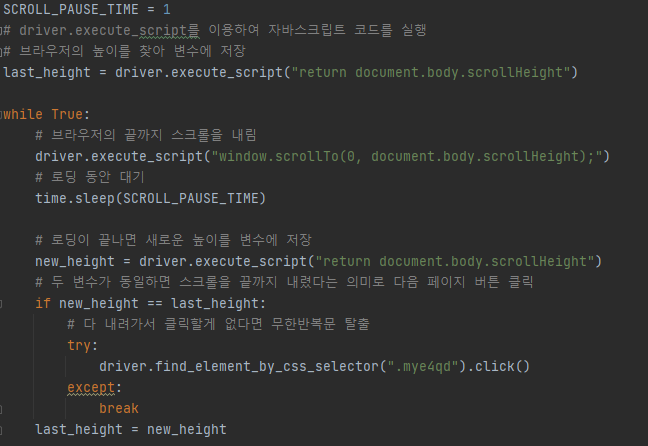 SCROLL_PAUSE_TIME = 1
# driver.execute_script를 이용하여 자바스크립트 코드를 실행
# 브라우저의 높이를 찾아 변수에 저장
last_height = driver.execute_script("return document.body.scrollHeight")
while True:
# 브라우저의 끝까지 스크롤을 내림
driver.execute_script("window.scrollTo(0, document.body.scrollHeight);")
# 로딩 동안 대기
time.sleep(SCROLL_PAUSE_TIME)
# 로딩이 끝나면 새로운 높이를 변수에 저장
new_height = driver.execute_script("return document.body.scrollHeight")
# 두 변수가 동일하면 스크롤을 끝까지 내렸다는 의미로 다음 페이지 버튼 클릭
if new_height == last_height:
# 다 내려가서 클릭할게 없다면 무한반복문 탈출
try:
driver.find_element_by_css_selector(".mye4qd").click()
except:
break
last_height = new_height